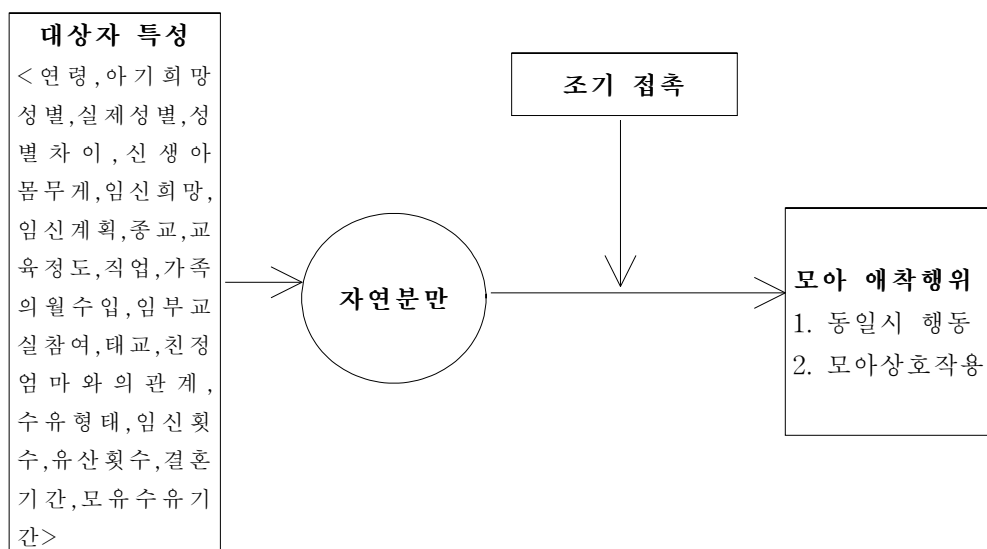 대상자 특성
<연령,아기희망
성별,실제성별,성
별차이,신생아
몸무게,임신희망,
임신계획,종교,교
육정도,직업,가족
의월수입,임부교
실참여,태교,친정
엄마와의관계,
수유형태,임신횟
수,유산횟수,결혼
기간,모유수유기
간>
조기 접촉
자연분만
모아 애착행위
1. 동일시 행동
2. 모아상호작용